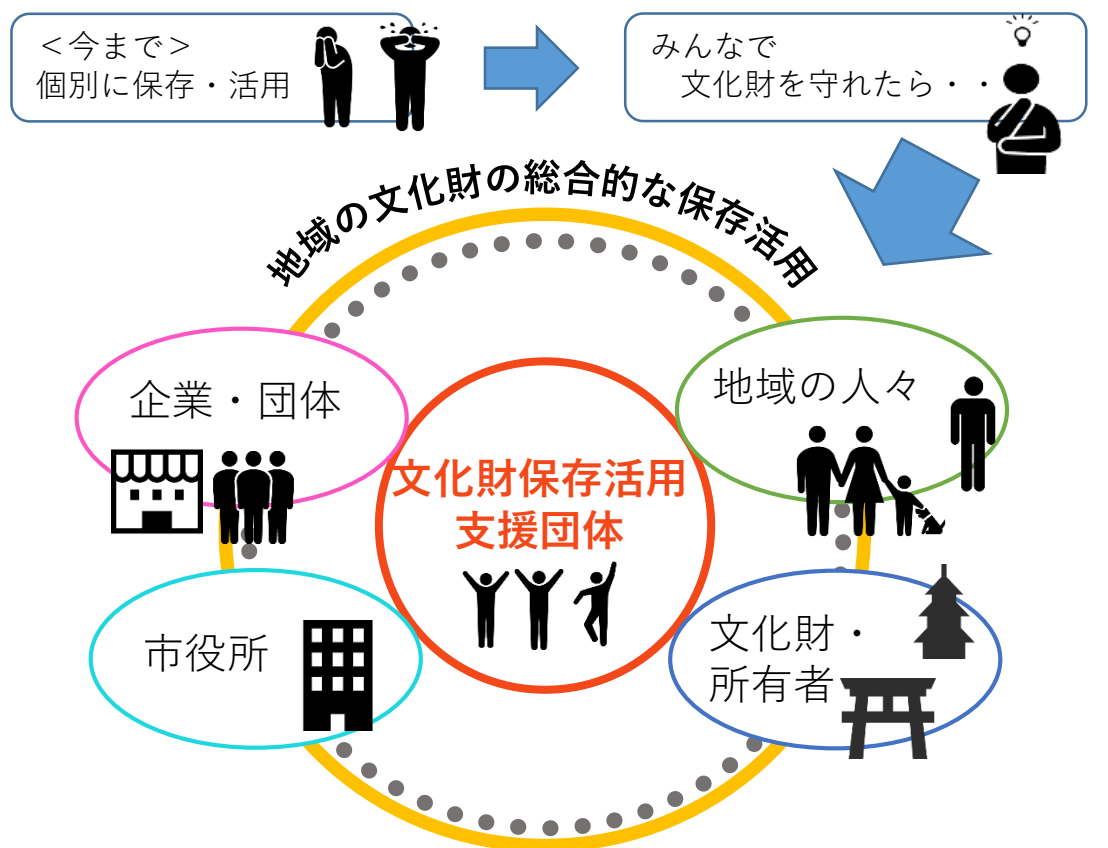 ＜今まで＞
個別に保存・活用
みんなで
文化財を守れたら・・
地域の文化財の総合的な保存活用
企業・団体
地域の人々
文化財保存活用
支援団体
市役所
文化財・
所有者